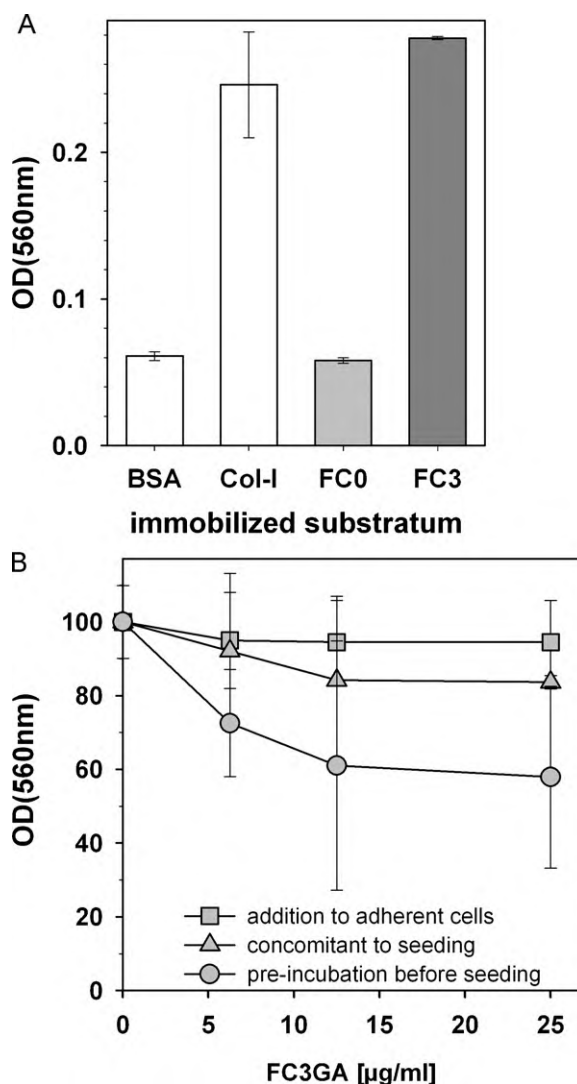 A
OD(560nm)
0.2
0.1
0.0
BSA Col-I FC0 FC3
immobilized substratum
B
OD(560nm)
100
80
60
40
20
0
addition to adherent cells
concomitant to seeding
pre-incubation before seeding
0 5 10 15 20 25
FC3GA [µg/ml]